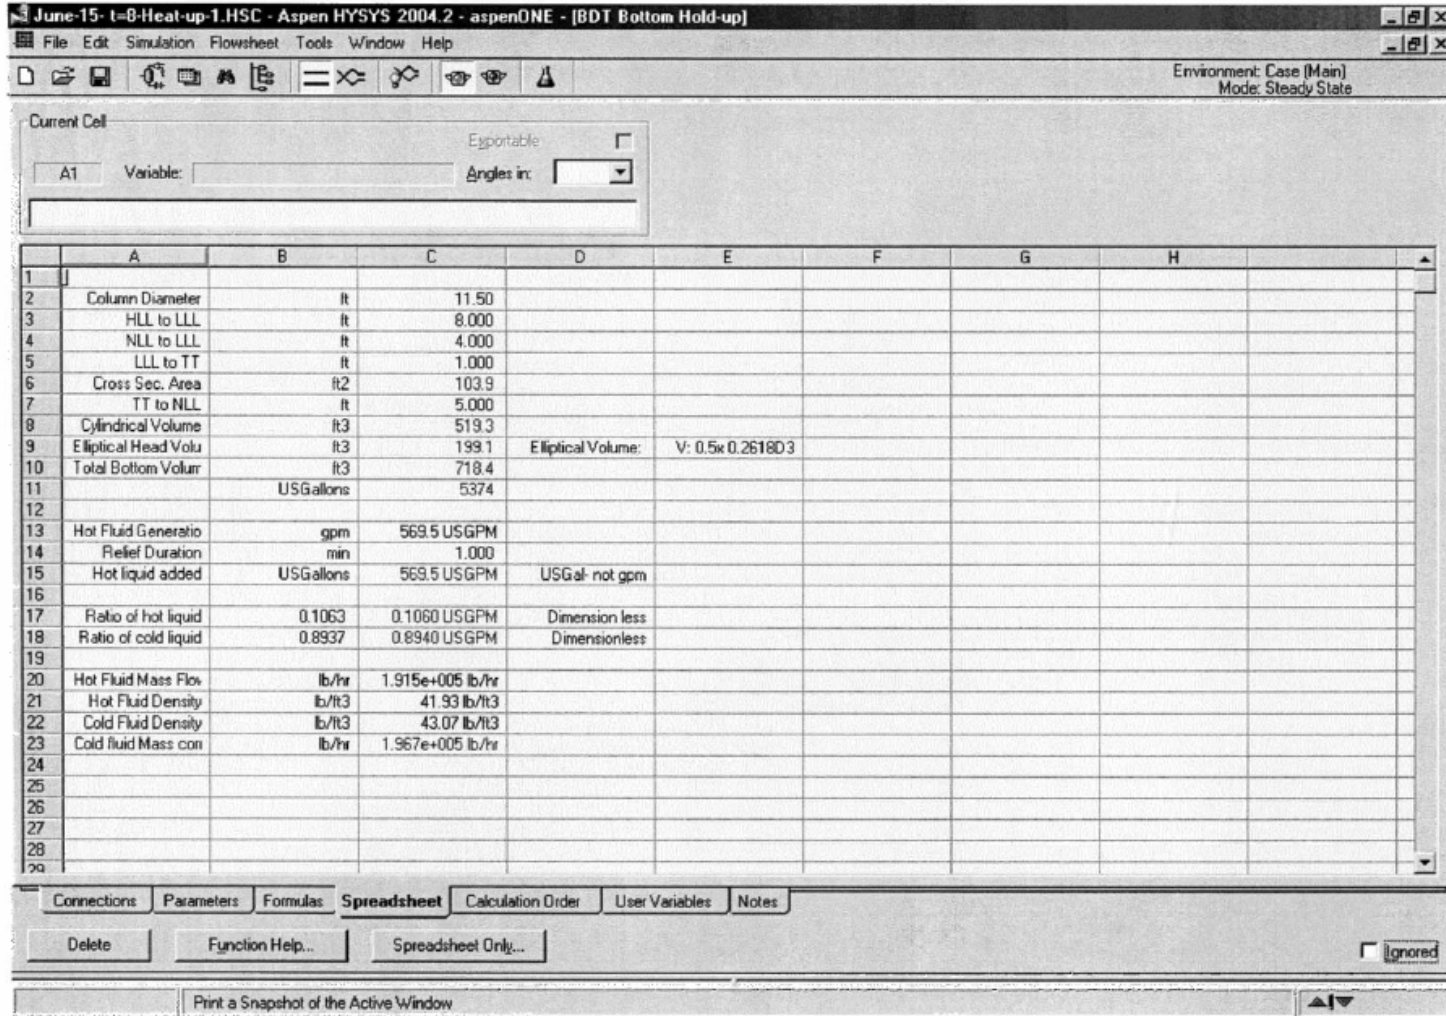 June-15- t=8-Heat-up-1.HSC - Aspen HYSYS 2004.2 - aspenONE - [BDT Bottom Hold-up]
File Edit Simulation Flowsheet Tools Window Help
Environment: Case (Main)
Mode: Steady State
Current Cell
Exportable
A1 Variable: Angles in:
A B C D E F G H
1
2 Column Diameter ft 11.50
3 HLL to LLL ft 8.000
4 NLL to LLL ft 4.000
5 LLL to TT ft 1.000
6 Cross Sec. Area ft2 103.9
7 TT to NLL ft 5.000
8 Cylindrical Volume ft3 519.3
9 Elliptical Head Volu ft3 199.1 Elliptical Volume: V: 0.5x 0.2618D3
10 Total Bottom Volum ft3 718.4
11 USGallons 5374
12
13 Hot Fluid Generatio gpm 569.5 USGPM
14 Relief Duration min 1.000
15 Hot liquid added USGallons 569.5 USGPM USGal- not gpm
16
17 Ratio of hot liquid 0.1063 0.1060 USGPM Dimension less
18 Ratio of cold liquid 0.8937 0.8940 USGPM Dimensionless
19
20 Hot Fluid Mass Flow lb/hr 1.915e+005 lb/hr
21 Hot Fluid Density lb/ft3 41.93 lb/ft3
22 Cold Fluid Density lb/ft3 43.07 lb/ft3
23 Cold fluid Mass con lb/hr 1.967e+005 lb/hr
24
25
26
27
28
29
Connections Parameters Formulas Spreadsheet Calculation Order User Variables Notes
Delete Function Help... Spreadsheet Only... Ignored
Print a Snapshot of the Active Window